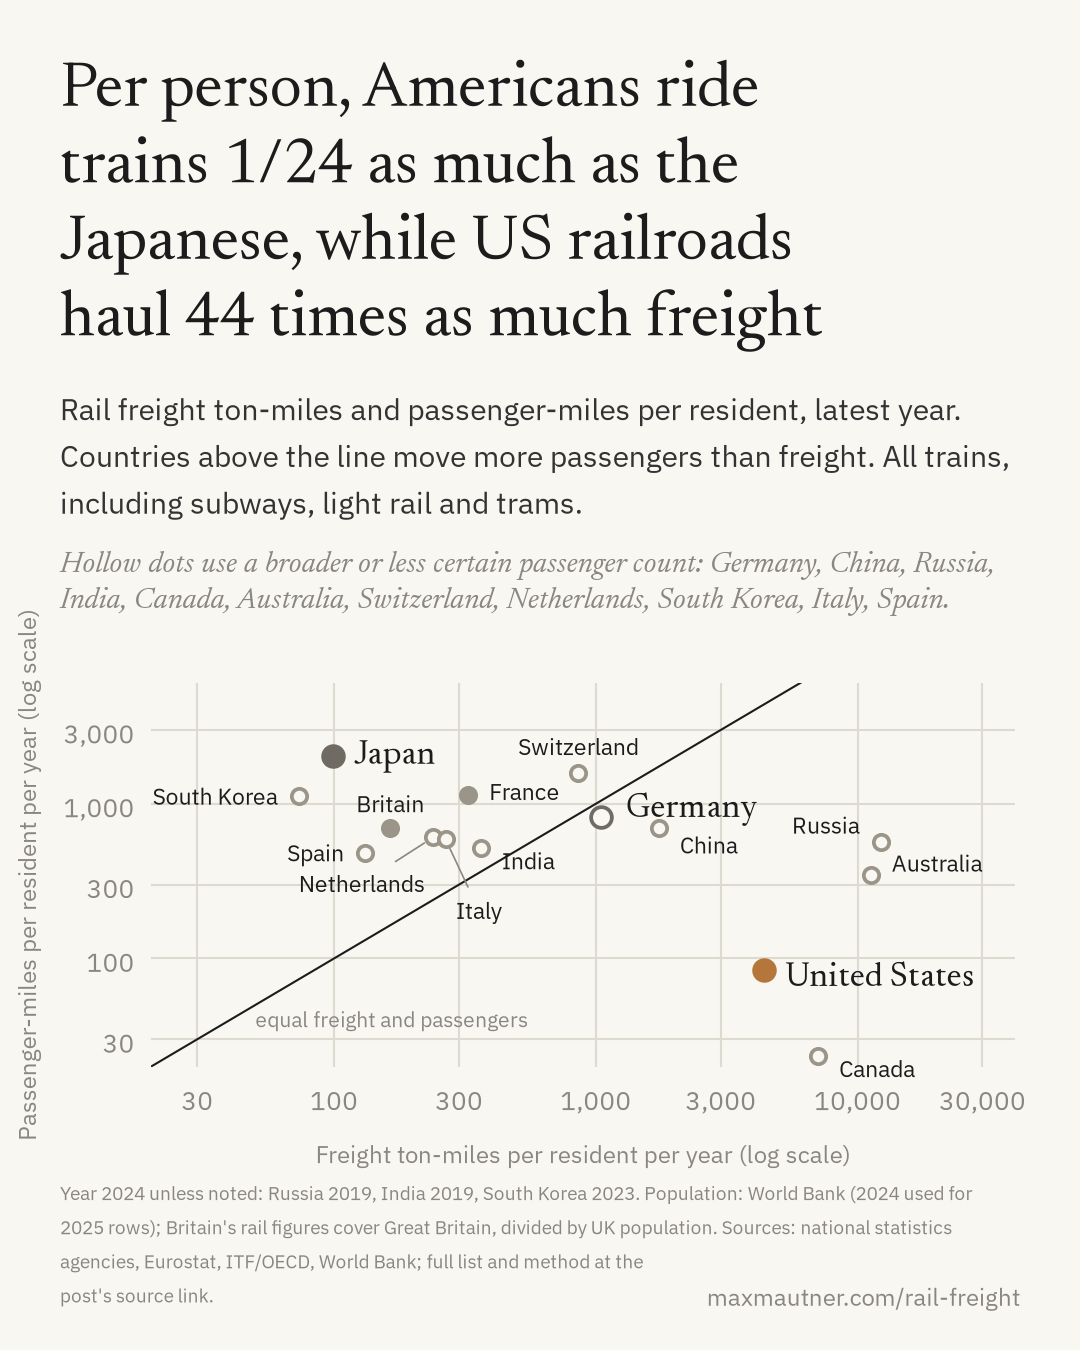 Per person, Americans ride
trains 1/24 as much as the
Japanese, while US railroads
haul 44 times as much freight
Rail freight ton-miles and passenger-miles per resident, latest year.
Countries above the line move more passengers than freight. All trains,
including subways, light rail and trams.
Hollow dots use a broader or less certain passenger count: Germany, China, Russia,
India, Canada, Australia, Switzerland, Netherlands, South Korea, Italy, Spain.
Passenger-miles per resident per year (log scale)
3,000
1,000
300
100
30
Japan
Switzerland
South Korea
Britain
France
Germany
Spain
Netherlands
India
Italy
China
Russia
Australia
United States
Canada
equal freight and passengers
30
100
300
1,000
3,000
10,000
30,000
Freight ton-miles per resident per year (log scale)
Year 2024 unless noted: Russia 2019, India 2019, South Korea 2023. Population: World Bank (2024 used for
2025 rows); Britain's rail figures cover Great Britain, divided by UK population. Sources: national statistics
agencies, Eurostat, ITF/OECD, World Bank; full list and method at the
post's source link.
maxmautner.com/rail-freight